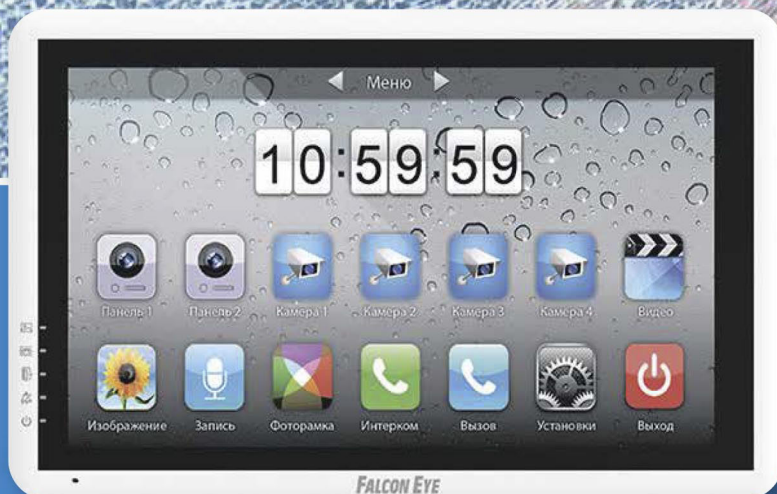 Меню
10:59:59
Панель 1 Панель 2 Камера 1 Камера 2 Камера 3 Камера 4 Видео
Изображение Запись Фоторамка Интерком Вызов Установки Выход
FALCON EYE